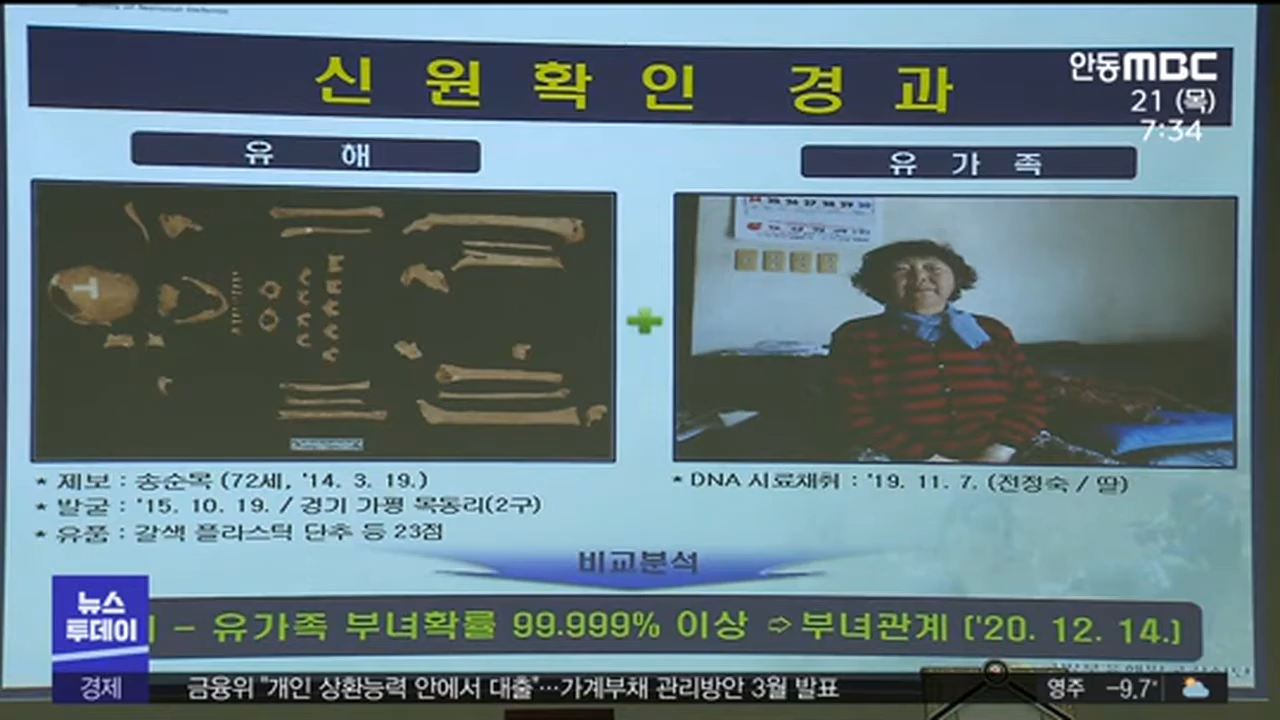 신원확인 경과
안동MBC
21 (목)
7:34
유 해
유 가 족
* 제보 : 송순목 (72세, '14. 3. 19.)
* 발굴 : '15. 10. 19. / 경기 가평 목동리(2구)
* 유품 : 갈색 플라스틱 단추 등 23점
* DNA 시료채취 : '19. 11. 7. (전정숙 / 딸)
비교분석
- 유가족 부녀확률 99.999% 이상 ⇨ 부녀관계 ('20. 12. 14.)
뉴스
투데이
경제
금융위 "개인 상환능력 안에서 대출"…가계부채 관리방안 3월 발표
영주 -9.7°